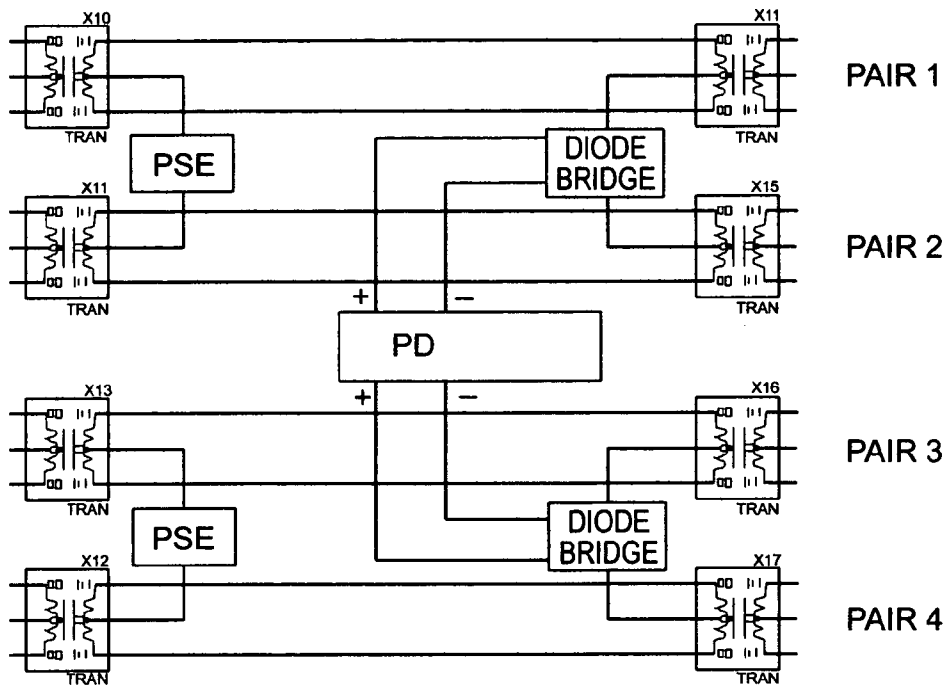 X10 X11
PAIR 1
TRAN TRAN
PSE
DIODE
BRIDGE
X11 X15
PAIR 2
TRAN TRAN
+ −
PD
+ −
X13 X16
PAIR 3
TRAN TRAN
PSE
DIODE
BRIDGE
X12 X17
PAIR 4
TRAN TRAN